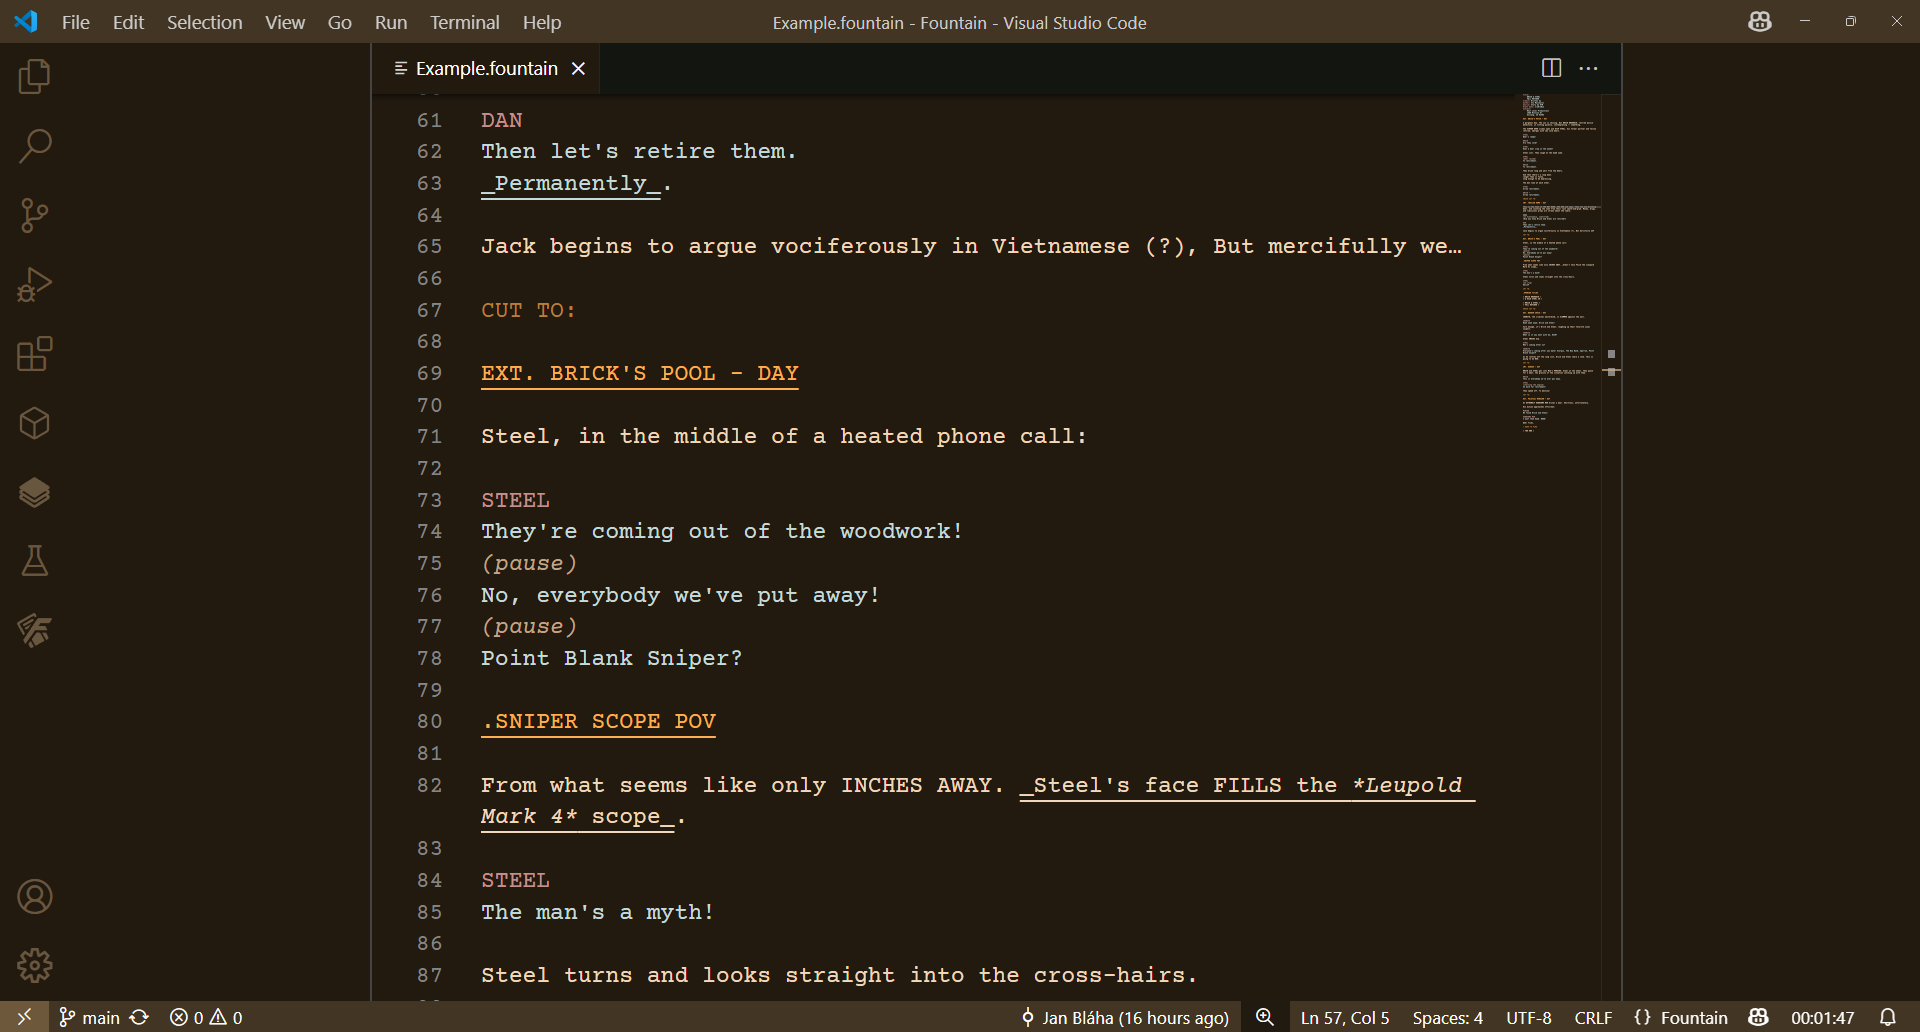 File Edit Selection View Go Run Terminal Help
Example.fountain - Fountain - Visual Studio Code
Example.fountain
61 DAN
62 Then let's retire them.
63 _Permanently_.
64
65 Jack begins to argue vociferously in Vietnamese (?), But mercifully we…
66
67 CUT TO:
68
69 EXT. BRICK'S POOL - DAY
70
71 Steel, in the middle of a heated phone call:
72
73 STEEL
74 They're coming out of the woodwork!
75 (pause)
76 No, everybody we've put away!
77 (pause)
78 Point Blank Sniper?
79
80 .SNIPER SCOPE POV
81
82 From what seems like only INCHES AWAY. _Steel's face FILLS the *Leupold
Mark 4* scope_.
83
84 STEEL
85 The man's a myth!
86
87 Steel turns and looks straight into the cross-hairs.
main 0 0 Jan Bláha (16 hours ago) Ln 57, Col 5 Spaces: 4 UTF-8 CRLF {} Fountain 00:01:47